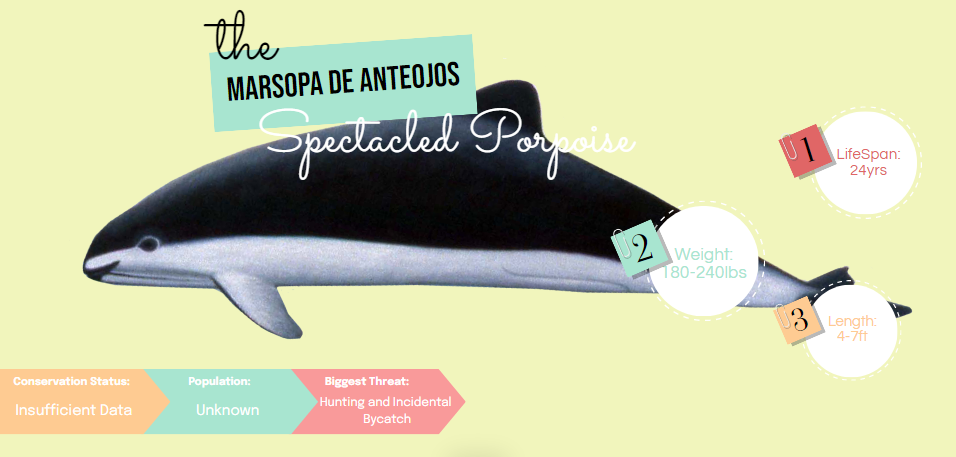 the
MARSOPA DE ANTEOJOS
Spectacled Porpoise
1
LifeSpan:
24yrs
2
Weight:
180-240lbs
3
Length:
4-7ft
Conservation Status:
Insufficient Data
Population:
Unknown
Biggest Threat:
Hunting and Incidental
Bycatch